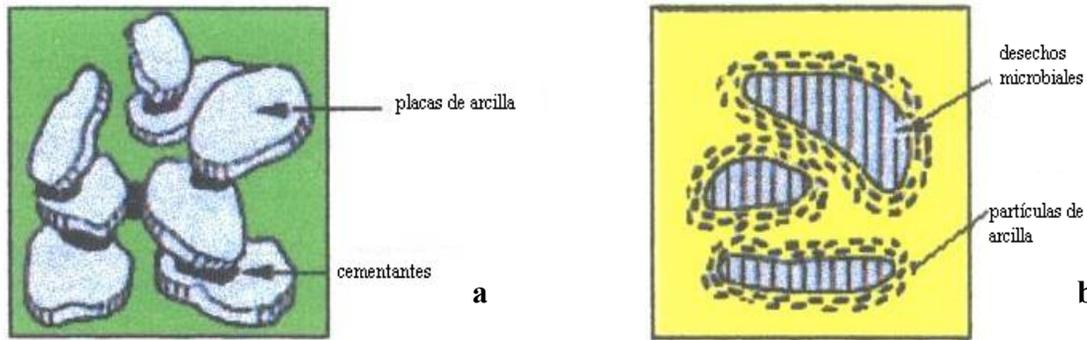 placas de arcilla
cementantes
a
desechos
microbiales
partículas de
arcilla
b